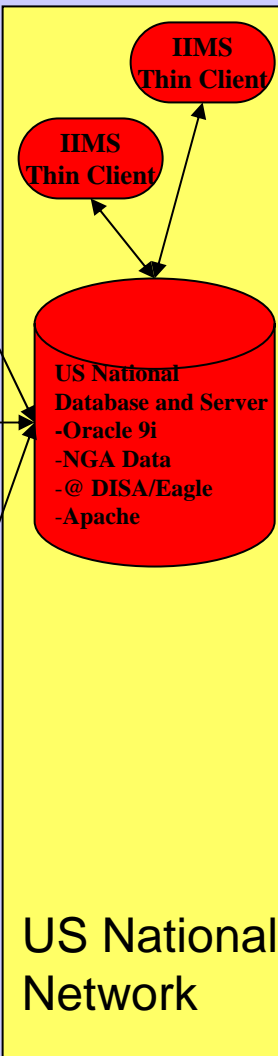 IIMS
Thin Client
IIMS
Thin Client
US National
Database and Server
-Oracle 9i
-NGA Data
-@ DISA/Eagle
-Apache
US National
Network